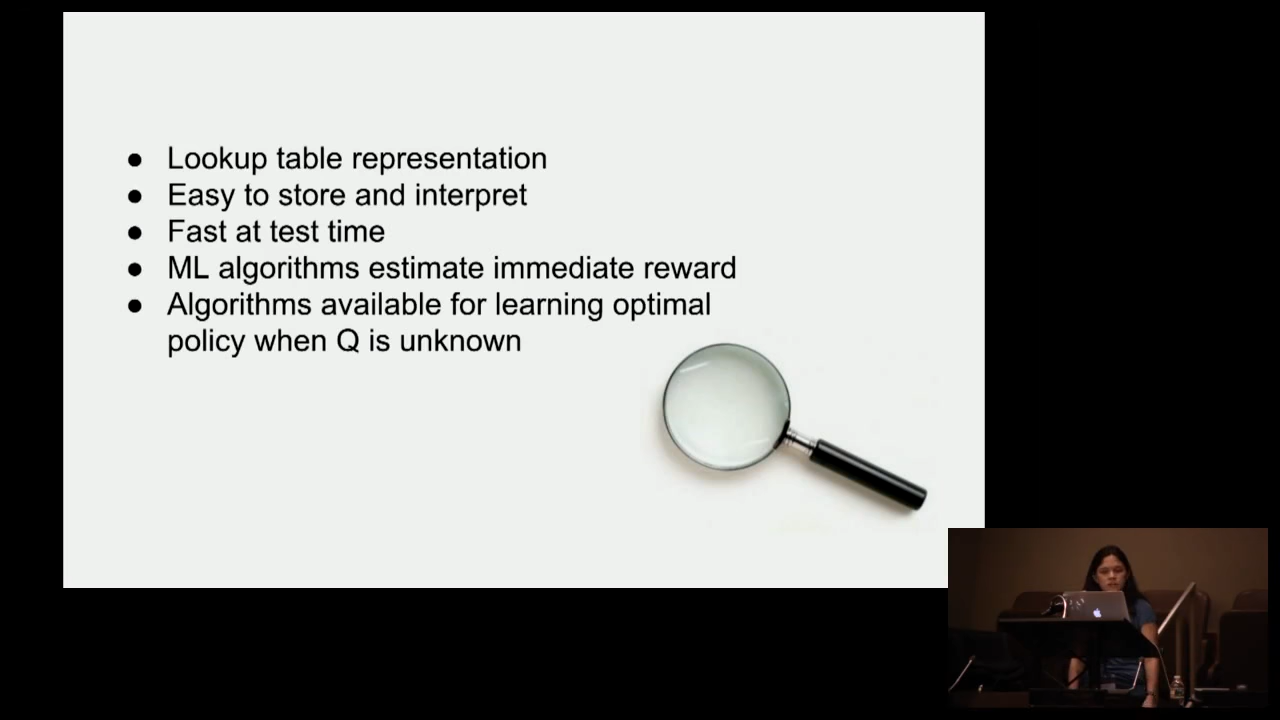 ● Lookup table representation
● Easy to store and interpret
● Fast at test time
● ML algorithms estimate immediate reward
● Algorithms available for learning optimal
policy when Q is unknown